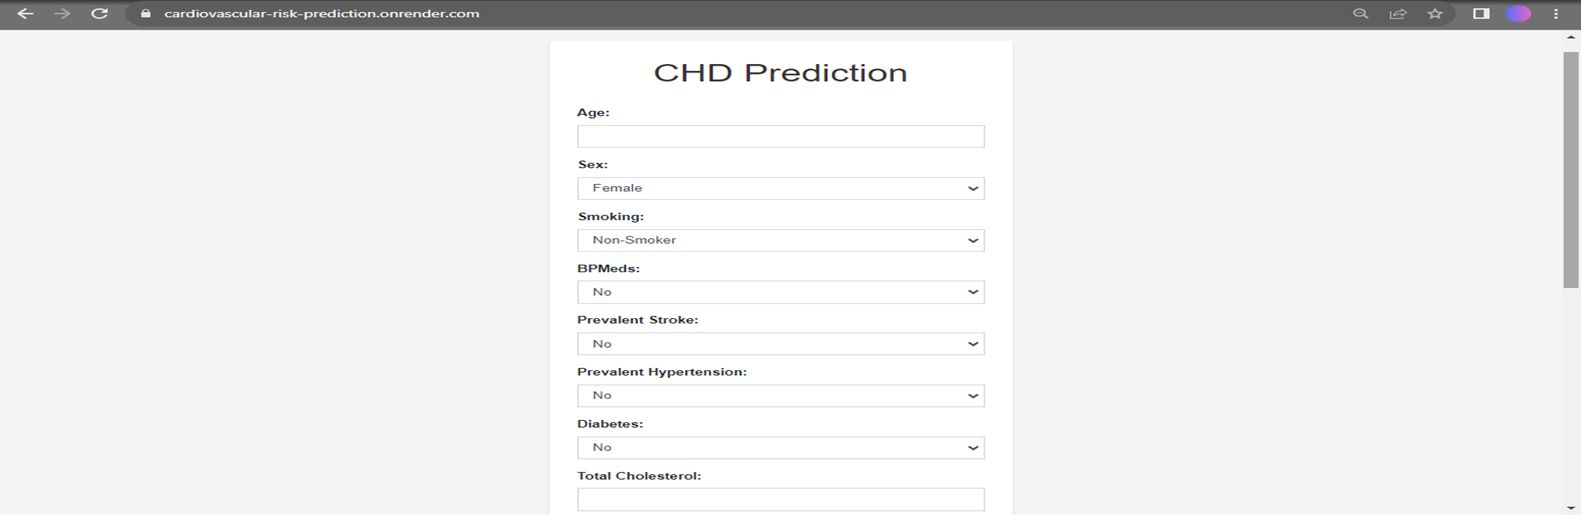 cardiovascular-risk-prediction.onrender.com
CHD Prediction
Age:
Sex:
Female
Smoking:
Non-Smoker
BPMeds:
No
Prevalent Stroke:
No
Prevalent Hypertension:
No
Diabetes:
No
Total Cholesterol: